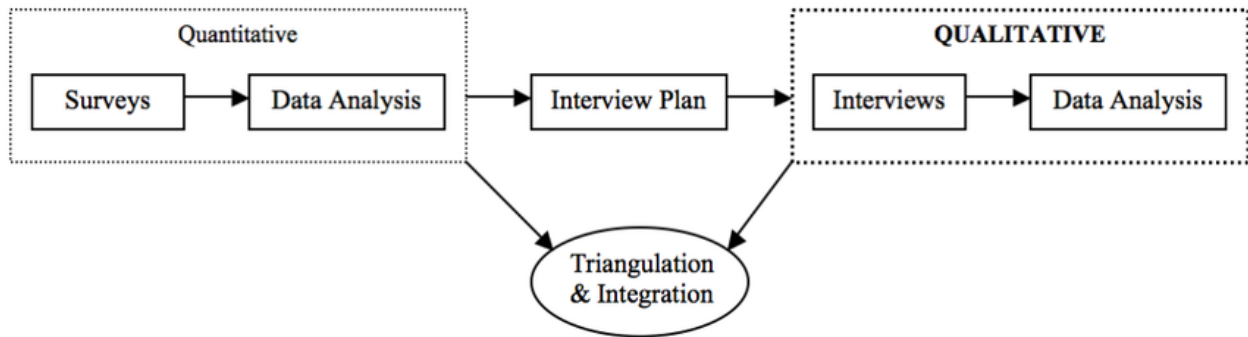 Quantitative
QUALITATIVE
Surveys
Data Analysis
Interview Plan
Interviews
Data Analysis
Triangulation
& Integration